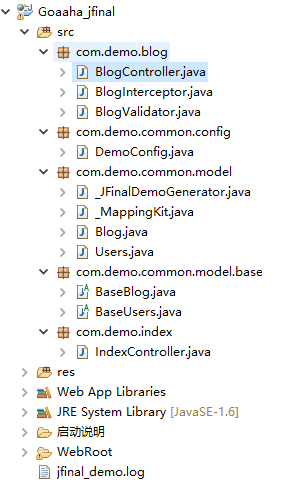 Goaaha_jfinal
src
com.demo.blog
BlogController.java
BlogInterceptor.java
BlogValidator.java
com.demo.common.config
DemoConfig.java
com.demo.common.model
_JFinalDemoGenerator.java
_MappingKit.java
Blog.java
Users.java
com.demo.common.model.base
BaseBlog.java
BaseUsers.java
com.demo.index
IndexController.java
res
Web App Libraries
JRE System Library [JavaSE-1.6]
启动说明
WebRoot
jfinal_demo.log